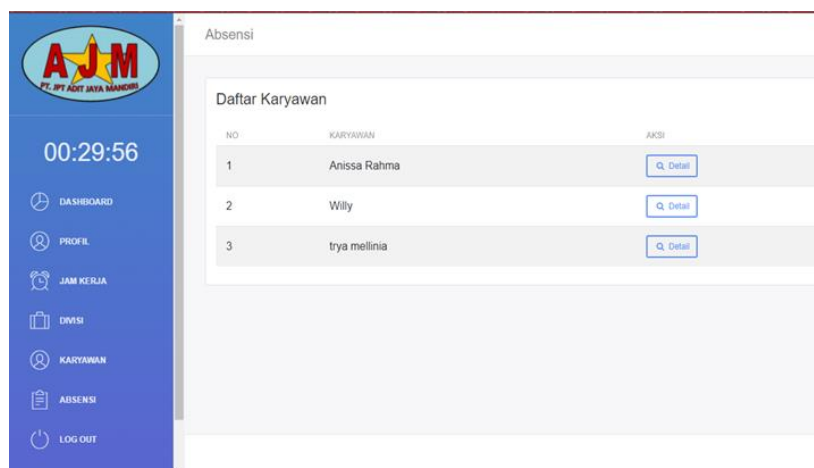 AJM
PT. JPT ADIT JAYA MANDIRI
00:29:56
DASHBOARD
PROFIL
JAM KERJA
DIVISI
KARYAWAN
ABSENSI
LOG OUT
Absensi
Daftar Karyawan
NO KARYAWAN AKSI
1 Anissa Rahma Detail
2 Willy Detail
3 trya mellinia Detail